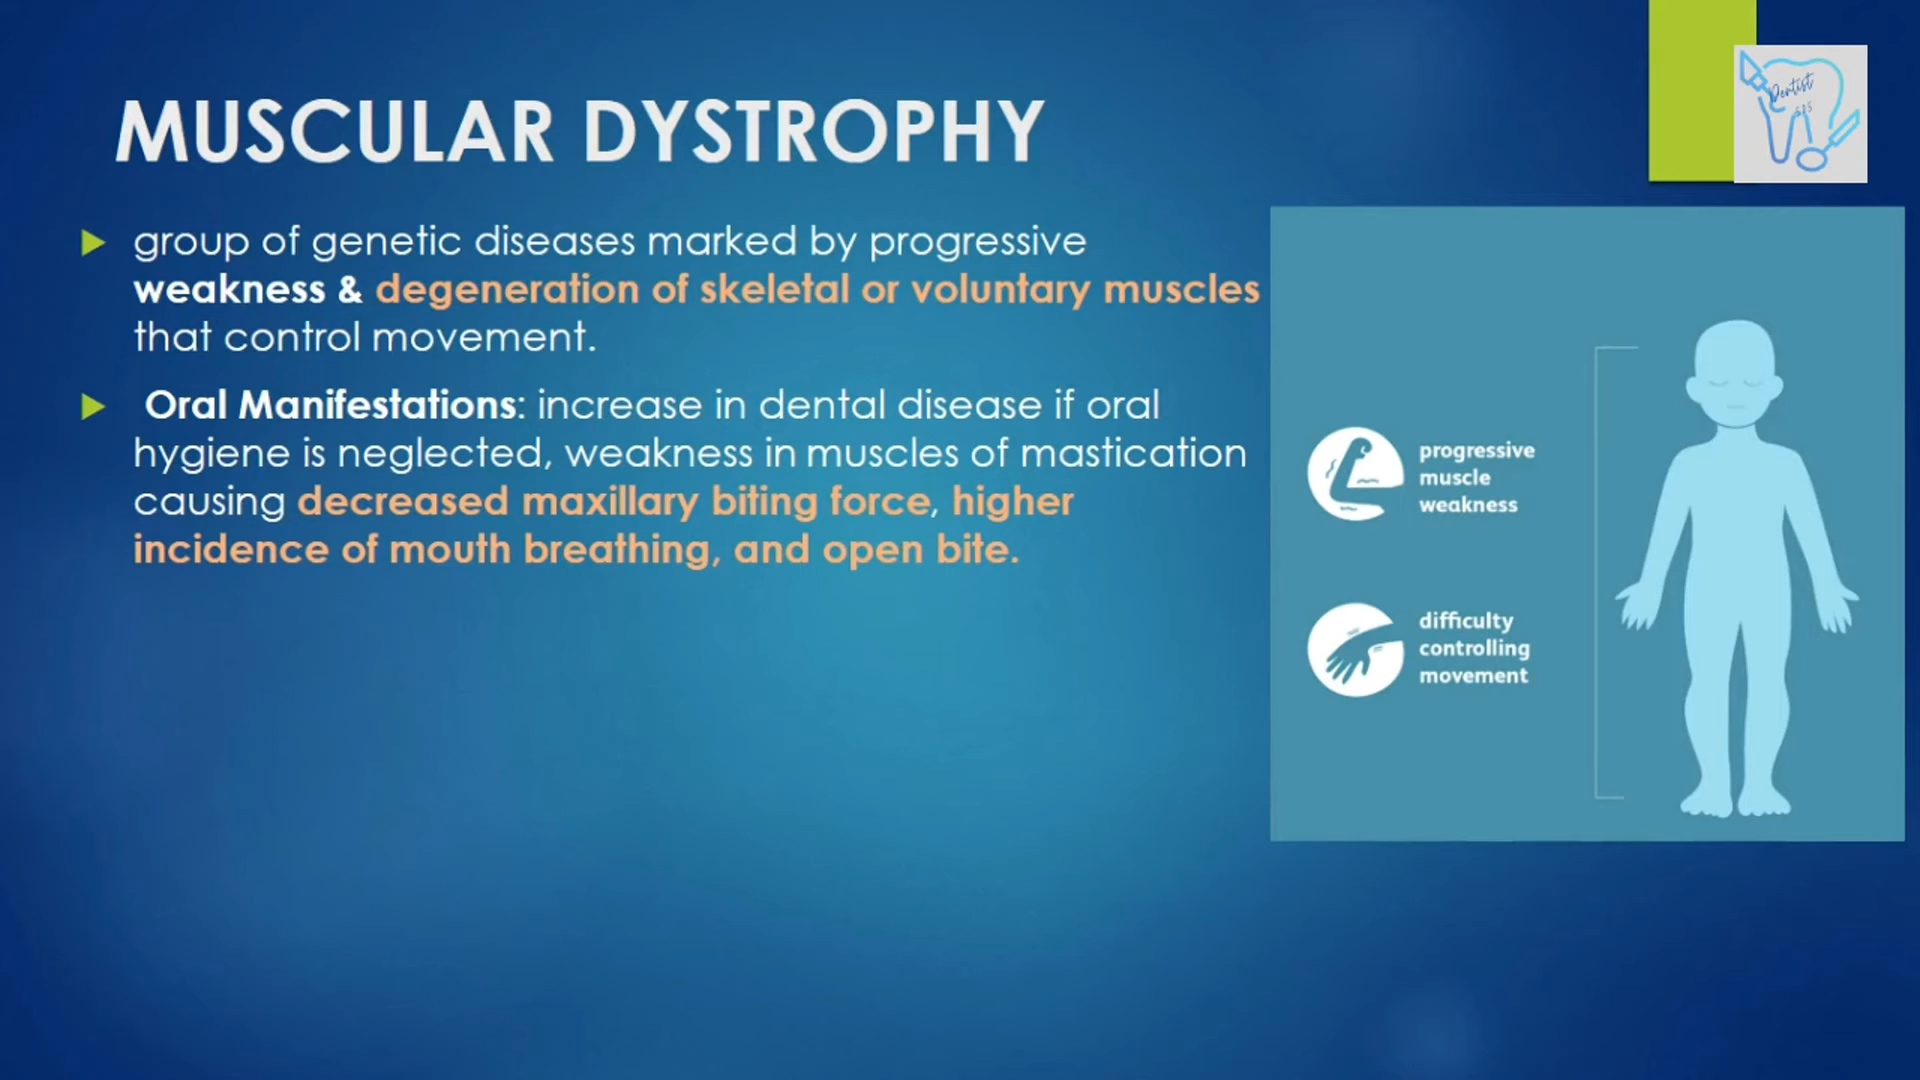 MUSCULAR DYSTROPHY
group of genetic diseases marked by progressive
weakness & degeneration of skeletal or voluntary muscles
that control movement.
Oral Manifestations: increase in dental disease if oral
hygiene is neglected, weakness in muscles of mastication
causing decreased maxillary biting force, higher
incidence of mouth breathing, and open bite.
progressive
muscle
weakness
difficulty
controlling
movement
Dentist